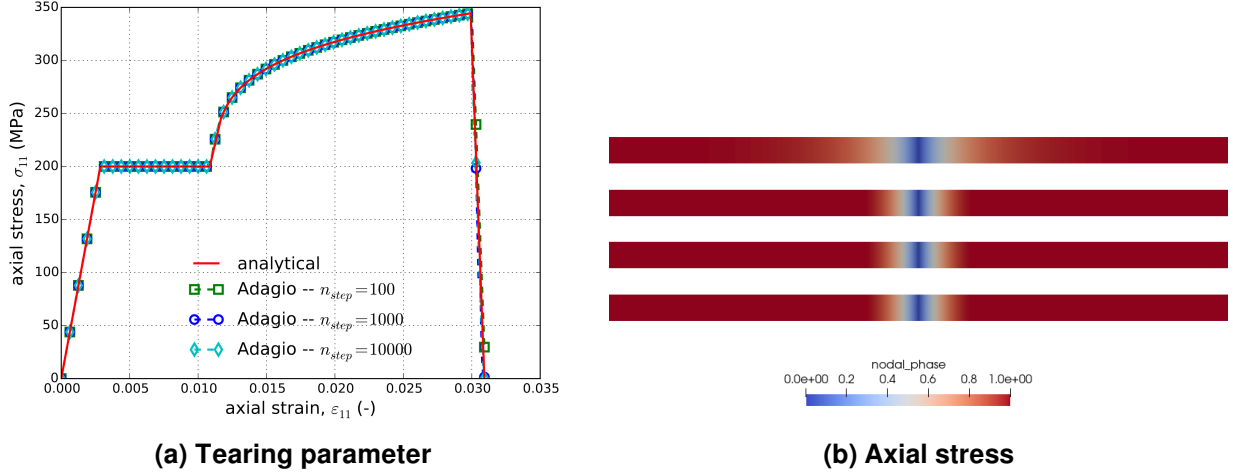 350
300
250
200
150
100
50
0
axial stress, σ₁₁ (MPa)
analytical
Adagio -- n_step=100
Adagio -- n_step=1000
Adagio -- n_step=10000
0.000 0.005 0.010 0.015 0.020 0.025 0.030 0.035
axial strain, ε₁₁ (-)
nodal_phase
0.0e+00 0.2 0.4 0.6 0.8 1.0e+00
(a) Tearing parameter
(b) Axial stress